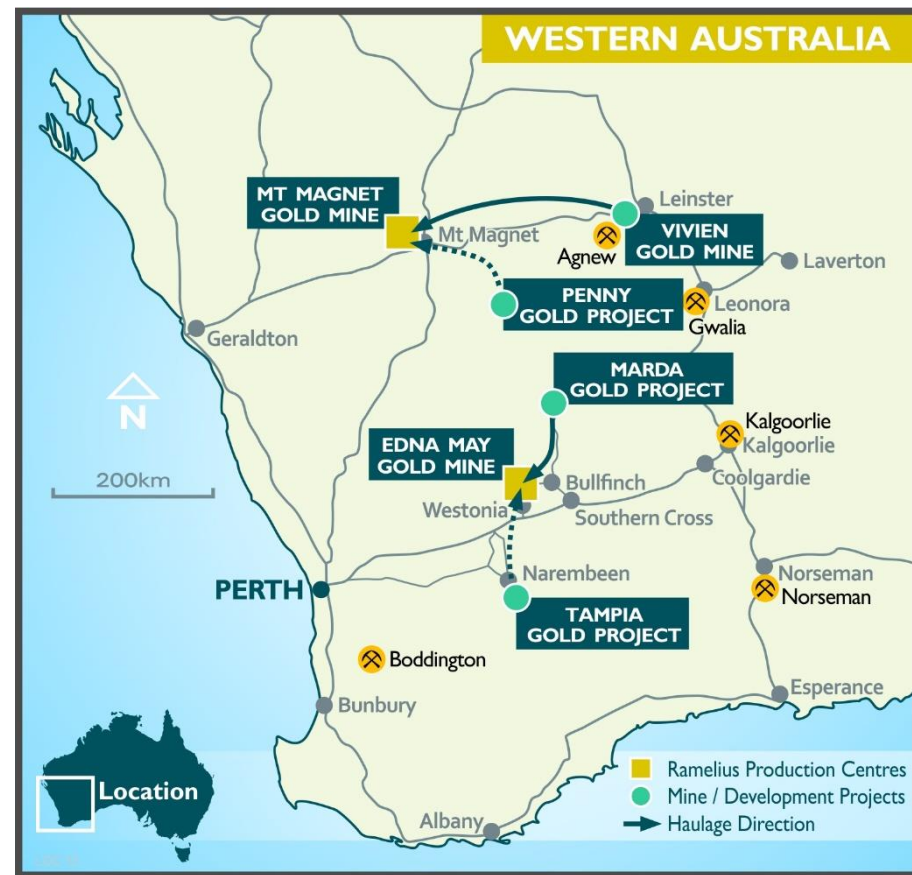 WESTERN AUSTRALIA
MT MAGNET
GOLD MINE
Leinster
Mt Magnet
VIVIEN
GOLD MINE
Agnew
Laverton
PENNY
GOLD PROJECT
Leonora
Gwalia
Geraldton
MARDA
GOLD PROJECT
N
Kalgoorlie
Kalgoorlie
EDNA MAY
GOLD MINE
200km
Bullfinch
Coolgardie
Westonia
Southern Cross
PERTH
Narembeen
Norseman
Norseman
TAMPIA
GOLD PROJECT
Boddington
Bunbury
Esperance
Location
Ramelius Production Centres
Mine / Development Projects
Haulage Direction
Albany